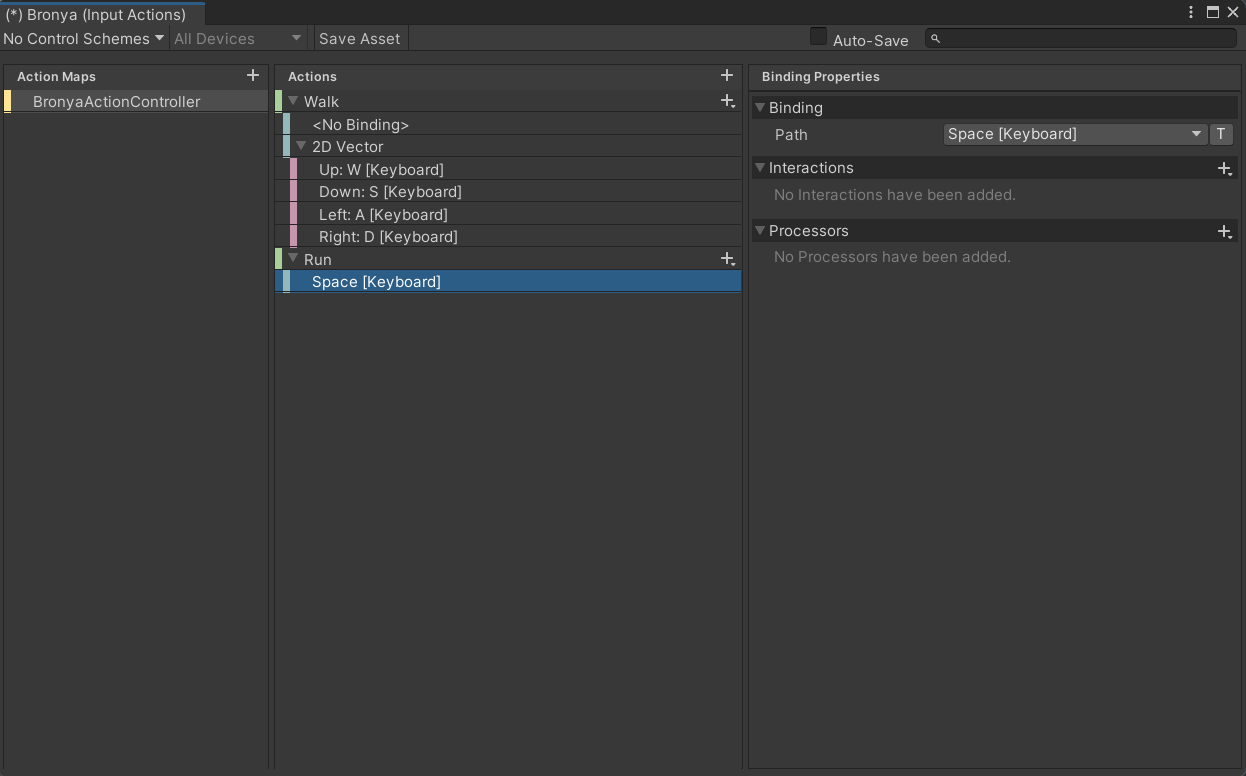 (*) Bronya (Input Actions)
No Control Schemes All Devices Save Asset Auto-Save
Action Maps
BronyaActionController
Actions
Walk
<No Binding>
2D Vector
Up: W [Keyboard]
Down: S [Keyboard]
Left: A [Keyboard]
Right: D [Keyboard]
Run
Space [Keyboard]
Binding Properties
Binding
Path Space [Keyboard] T
Interactions
No Interactions have been added.
Processors
No Processors have been added.